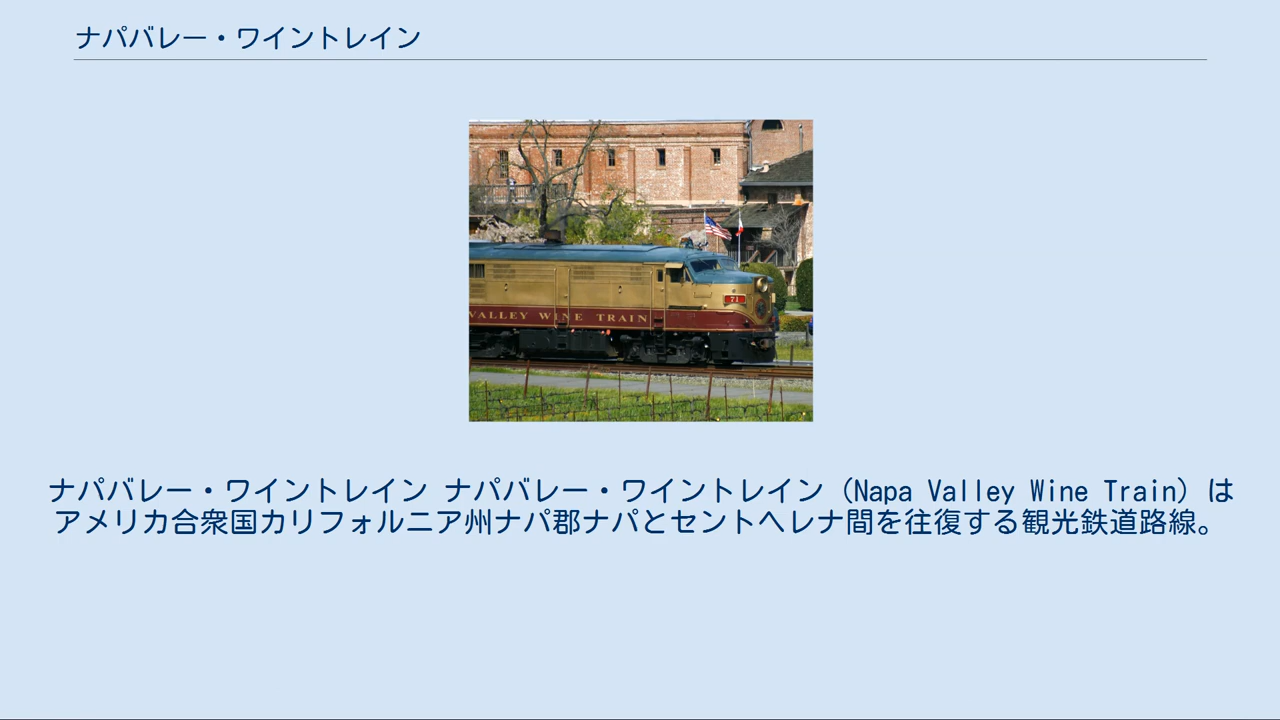 ナパバレー・ワイントレイン
71
VALLEY WINE TRAIN
ナパバレー・ワイントレイン ナパバレー・ワイントレイン（Napa Valley Wine Train）は
アメリカ合衆国カリフォルニア州ナパ郡ナパとセントヘレナ間を往復する観光鉄道路線。